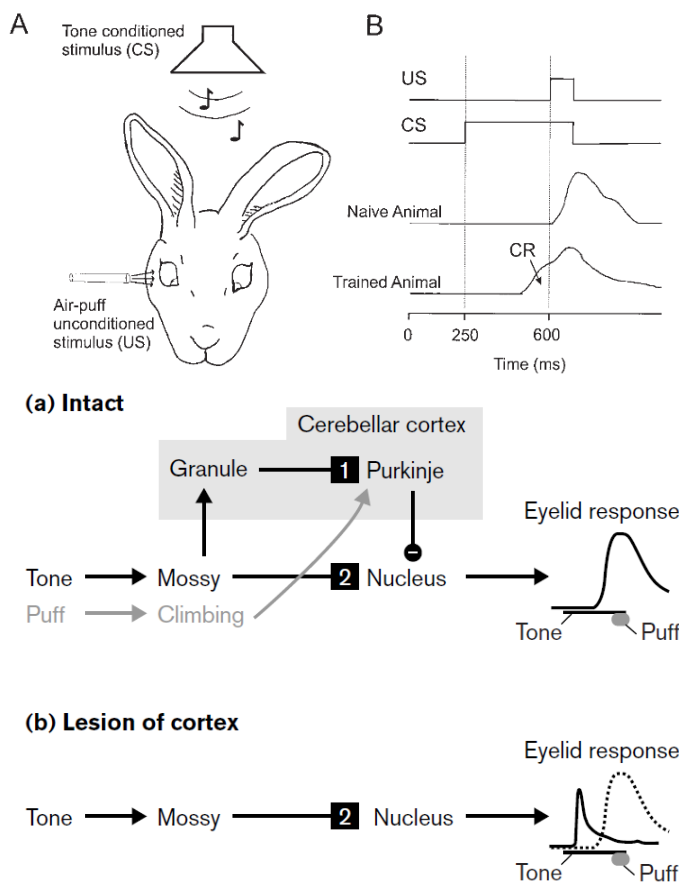 A
Tone conditioned
stimulus (CS)
Air-puff
unconditioned
stimulus (US)
B
US
CS
Naive Animal
CR
Trained Animal
0 250 600
Time (ms)
(a) Intact
Cerebellar cortex
Granule 1 Purkinje
Eyelid response
Tone Mossy 2 Nucleus
Puff Climbing
Tone Puff
(b) Lesion of cortex
Eyelid response
Tone Mossy 2 Nucleus
Tone Puff